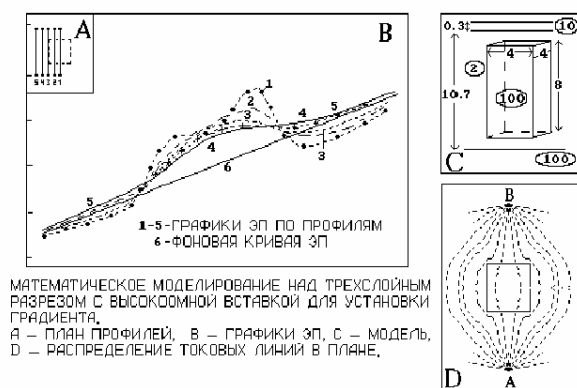 A
54321
B
1
2
3
4
4
5
3
6
5
1-5-ГРАФИКИ ЭП ПО ПРОФИЛЯМ
6 -ФОНОВАЯ КРИВАЯ ЭП
0.3
10
2
4
4
10.7
100
8
C
100
B
D
A
МАТЕМАТИЧЕСКОЕ МОДЕЛИРОВАНИЕ НАД ТРЕХСЛОЙНЫМ
РАЗРЕЗОМ С ВЫСОКООМНОЙ ВСТАВКОЙ ДЛЯ УСТАНОВКИ
ГРАДИЕНТА.
A – ПЛАН ПРОФИЛЕЙ, B – ГРАФИКИ ЭП, C – МОДЕЛЬ,
D – РАСПРЕДЕЛЕНИЕ ТОКОВЫХ ЛИНИЙ В ПЛАНЕ.